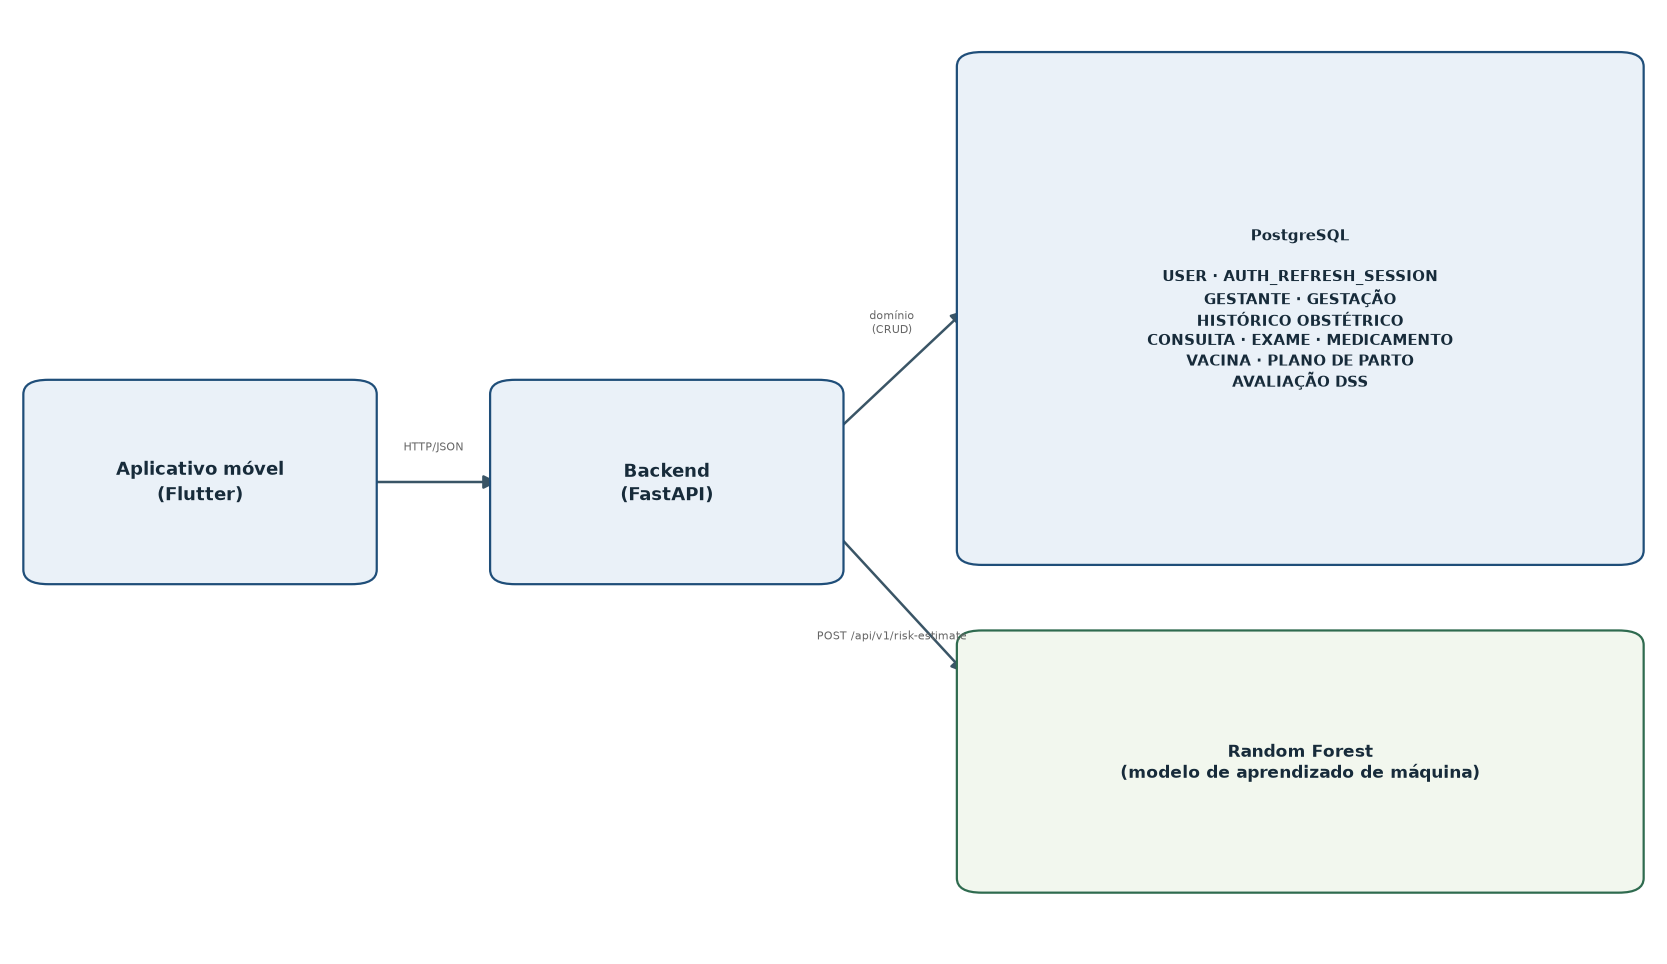 Aplicativo móvel
(Flutter)
HTTP/JSON
Backend
(FastAPI)
domínio
(CRUD)
POST /api/v1/risk-estimate
PostgreSQL
USER · AUTH_REFRESH_SESSION
GESTANTE · GESTAÇÃO
HISTÓRICO OBSTÉTRICO
CONSULTA · EXAME · MEDICAMENTO
VACINA · PLANO DE PARTO
AVALIAÇÃO DSS
Random Forest
(modelo de aprendizado de máquina)